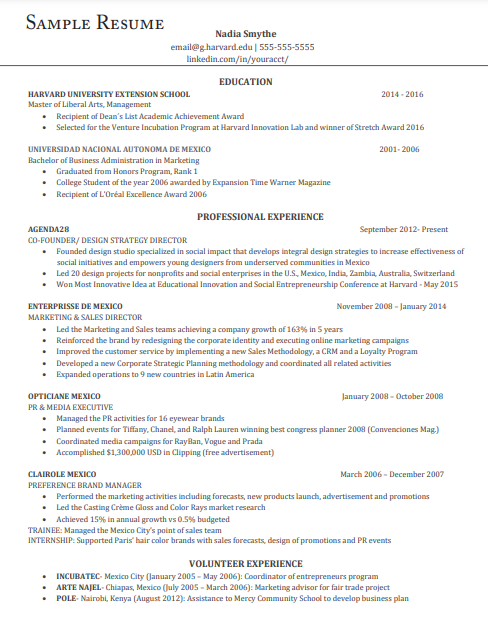 SAMPLE RESUME
Nadia Smythe
email@g.harvard.edu | 555-555-5555
linkedin.com/in/youracct/
EDUCATION
HARVARD UNIVERSITY EXTENSION SCHOOL 2014 - 2016
Master of Liberal Arts, Management
• Recipient of Dean´s List Academic Achievement Award
• Selected for the Venture Incubation Program at Harvard Innovation Lab and winner of Stretch Award 2016
UNIVERSIDAD NACIONAL AUTONOMA DE MEXICO 2001- 2006
Bachelor of Business Administration in Marketing
• Graduated from Honors Program, Rank 1
• College Student of the year 2006 awarded by Expansion Time Warner Magazine
• Recipient of L'Oréal Excellence Award 2006
PROFESSIONAL EXPERIENCE
AGENDA28 September 2012- Present
CO-FOUNDER/ DESIGN STRATEGY DIRECTOR
• Founded design studio specialized in social impact that develops integral design strategies to increase effectiveness of
social initiatives and empowers young designers from underserved communities in Mexico
• Led 20 design projects for nonprofits and social enterprises in the U.S., Mexico, India, Zambia, Australia, Switzerland
• Won Most Innovative Idea at Educational Innovation and Social Entrepreneurship Conference at Harvard - May 2015
ENTERPRISSE DE MEXICO November 2008 – January 2014
MARKETING & SALES DIRECTOR
• Led the Marketing and Sales teams achieving a company growth of 163% in 5 years
• Reinforced the brand by redesigning the corporate identity and executing online marketing campaigns
• Improved the customer service by implementing a new Sales Methodology, a CRM and a Loyalty Program
• Developed a new Corporate Strategic Planning methodology and coordinated all related activities
• Expanded operations to 9 new countries in Latin America
OPTICIANE MEXICO January 2008 – October 2008
PR & MEDIA EXECUTIVE
• Managed the PR activities for 16 eyewear brands
• Planned events for Tiffany, Chanel, and Ralph Lauren winning best congress planner 2008 (Convenciones Mag.)
• Coordinated media campaigns for RayBan, Vogue and Prada
• Accomplished $1,300,000 USD in Clipping (free advertisement)
CLAIROLE MEXICO March 2006 – December 2007
PREFERENCE BRAND MANAGER
• Performed the marketing activities including forecasts, new products launch, advertisement and promotions
• Led the Casting Crème Gloss and Color Rays market research
• Achieved 15% in annual growth vs 0.5% budgeted
TRAINEE: Managed the Mexico City's point of sales team
INTERNSHIP: Supported Paris' hair color brands with sales forecasts, design of promotions and PR events
VOLUNTEER EXPERIENCE
• INCUBATEC- Mexico City (January 2005 – May 2006): Coordinator of entrepreneurs program
• ARTE NAJEL- Chiapas, Mexico (July 2005 – March 2006): Marketing advisor for fair trade project
• POLE- Nairobi, Kenya (August 2012): Assistance to Mercy Community School to develop business plan